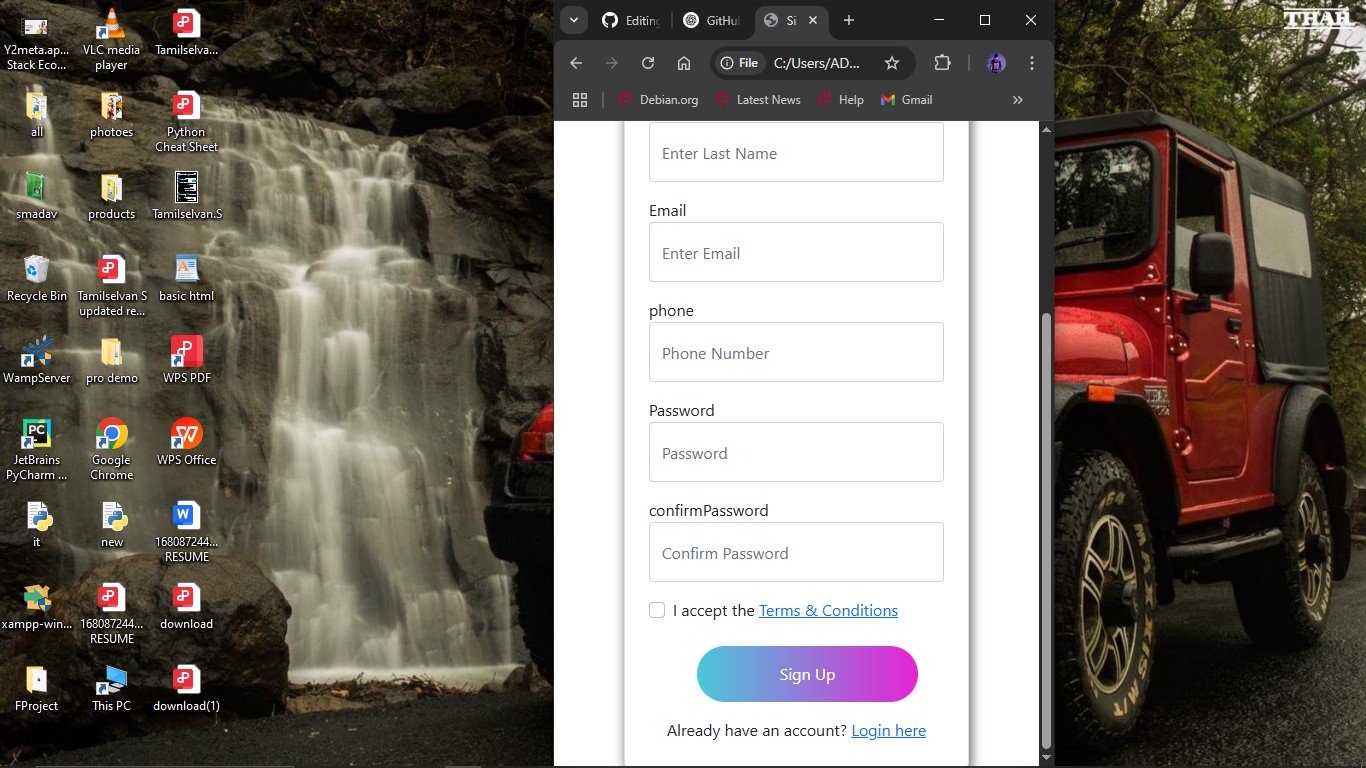 Y2meta.ap...
Stack Eco...
VLC media
player
Tamilselva...
all
photoes
Python
Cheat Sheet
smadav
products
Tamilselvan.S
Recycle Bin
Tamilselvan S
updated re...
basic html
WampServer
pro demo
WPS PDF
JetBrains
PyCharm ...
Google
Chrome
WPS Office
it
new
168087244...
RESUME
xampp-win...
168087244...
RESUME
download
FProject
This PC
download(1)
Editing
GitHu
Si
File
C:/Users/AD...
Debian.org
Latest News
Help
Gmail
Enter Last Name
Email
Enter Email
phone
Phone Number
Password
Password
confirmPassword
Confirm Password
I accept the Terms & Conditions
Sign Up
Already have an account? Login here
THAR
THAR
MAXXIS M/T